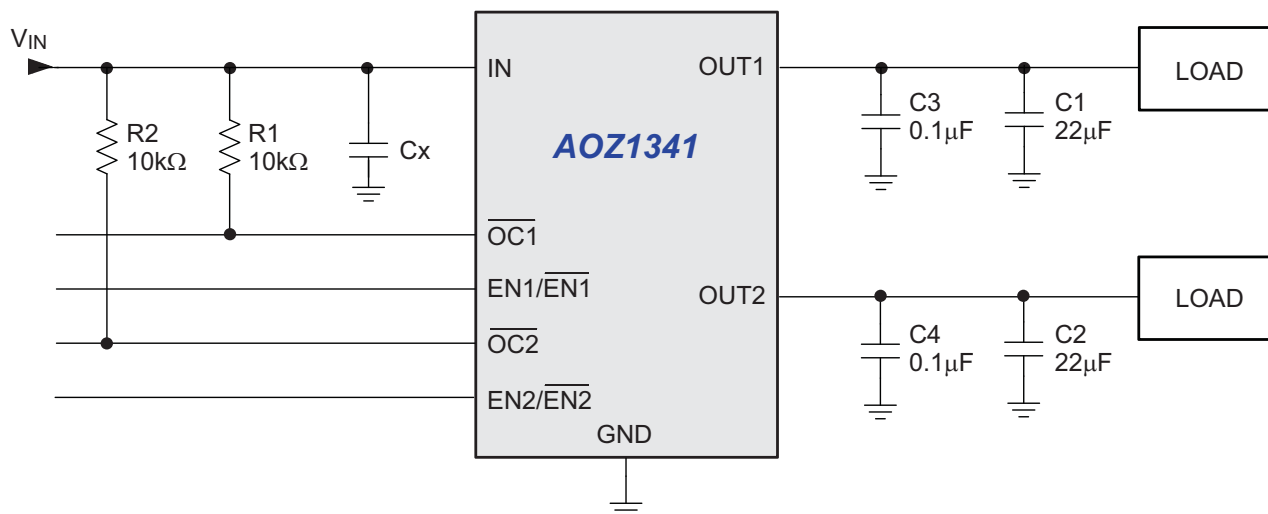 VIN
IN
OUT1
LOAD
R2
10kΩ
R1
10kΩ
Cx
AOZ1341
C3
0.1μF
C1
22μF
OC1
EN1/EN1
OUT2
LOAD
OC2
C4
0.1μF
C2
22μF
EN2/EN2
GND